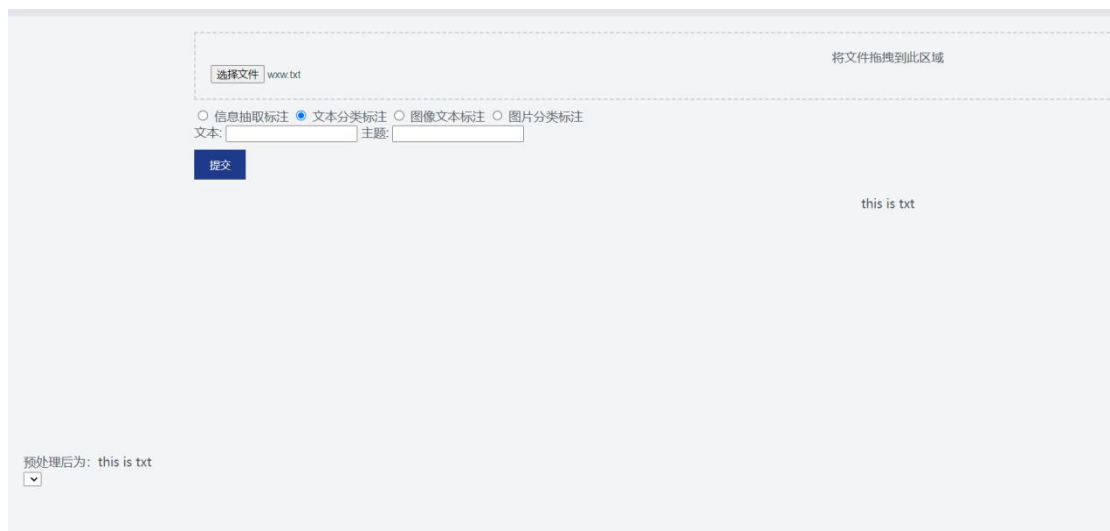 将文件拖拽到此区域
选择文件 wxw.txt
信息抽取标注 文本分类标注 图像文本标注 图片分类标注
文本: 主题:
提交
this is txt
预处理后为：this is txt